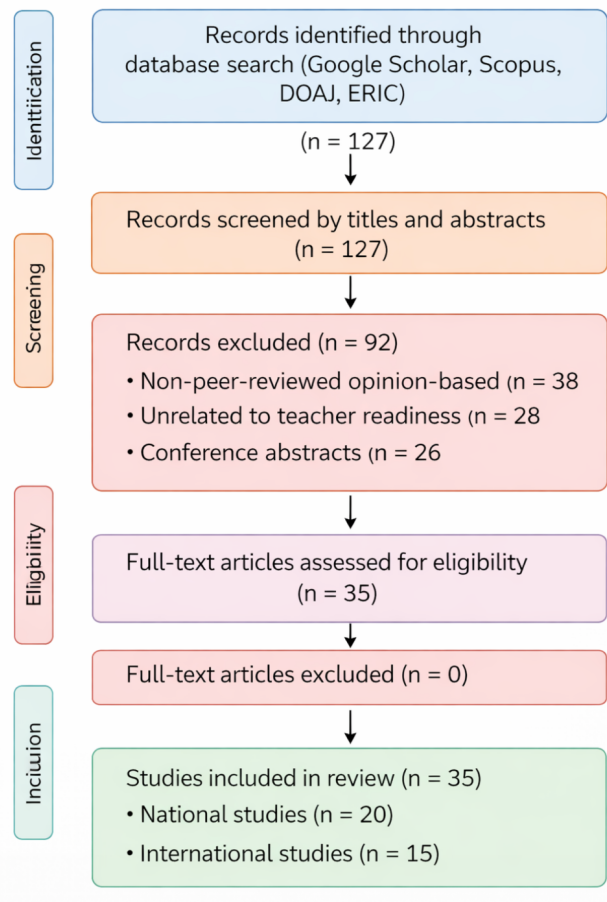 Identtiication
Records identified through
database search (Google Scholar, Scopus,
DOAJ, ERIC)
(n = 127)
Screening
Records screened by titles and abstracts
(n = 127)
Records excluded (n = 92)
• Non-peer-reviewed opinion-based (n = 38
• Unrelated to teacher readiness (n = 28
• Conference abstracts (n = 26
Eligibiiity
Full-text articles assessed for eligibility
(n = 35)
Full-text articles excluded (n = 0)
Inciuuion
Studies included in review (n = 35)
• National studies (n = 20)
• International studies (n = 15)